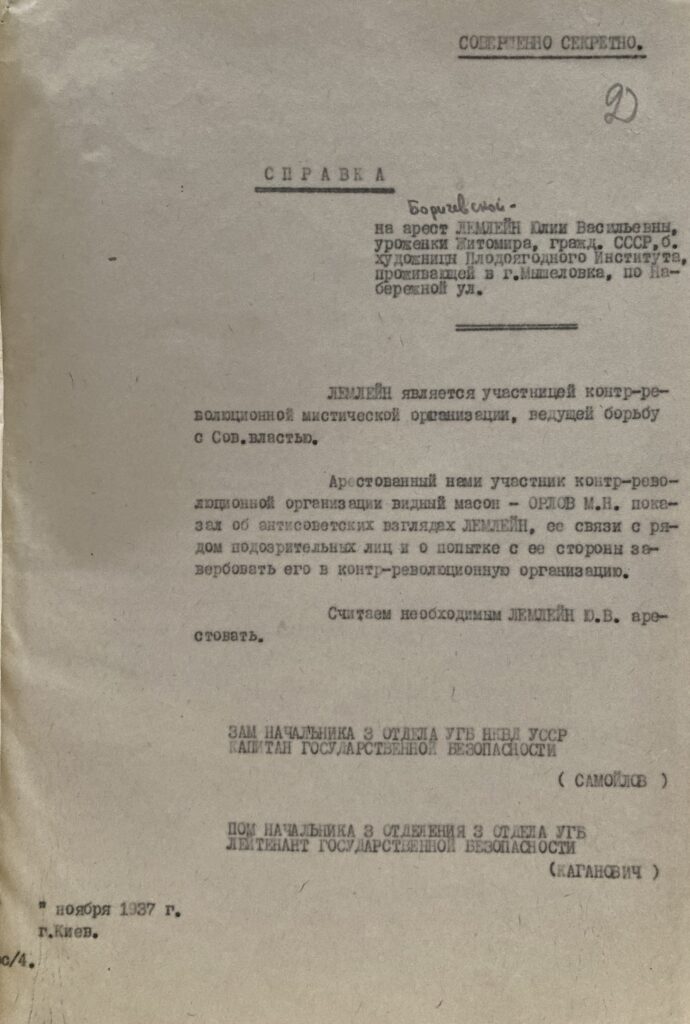 СОВЕРШЕННО СЕКРЕТНО.
2
СПРАВКА
Боричевской-
на арест ЛЕМЛЕЙН Юлии Васильевны,
уроженки Житомира, гражд. СССР, б.
художницы Плодоягодного Института,
проживающей в г.Мышеловка, по На-
бережной ул.
ЛЕМЛЕЙН является участницей контр-ре-
волюционной мистической организации, ведущей борьбу
с Сов.властью.
Арестованный нами участник контр-рево-
люционной организации видный масон - ОРЛОВ М.Н. пока-
зал об антисоветских взглядах ЛЕМЛЕЙН, ее связи с ря-
дом подозрительных лиц и о попытке с ее стороны за-
вербовать его в контр-революционную организацию.
Считаем необходимым ЛЕМЛЕЙН Ю.В. аре-
стовать.
ЗАМ НАЧАЛЬНИКА 3 ОТДЕЛА УГБ НКВД УССР
КАПИТАН ГОСУДАРСТВЕННОЙ БЕЗОПАСНОСТИ
( САМОЙЛОВ )
ПОМ НАЧАЛЬНИКА 3 ОТДЕЛЕНИЯ 3 ОТДЕЛА УГБ
ЛЕЙТЕНАНТ ГОСУДАРСТВЕННОЙ БЕЗОПАСНОСТИ
(КАГАНОВИЧ )
" ноября 1937 г.
г.Киев.
ос/4.